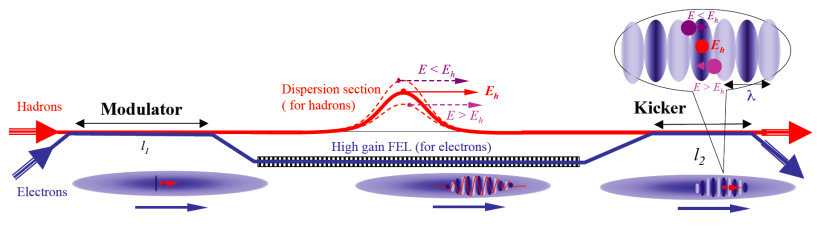 E < Eₕ
Eₕ
E > Eₕ
λ
E < Eₕ
Dispersion section
( for hadrons)
Eₕ
E > Eₕ
Hadrons
Modulator
Kicker
l₁
High gain FEL (for electrons)
l₂
Electrons